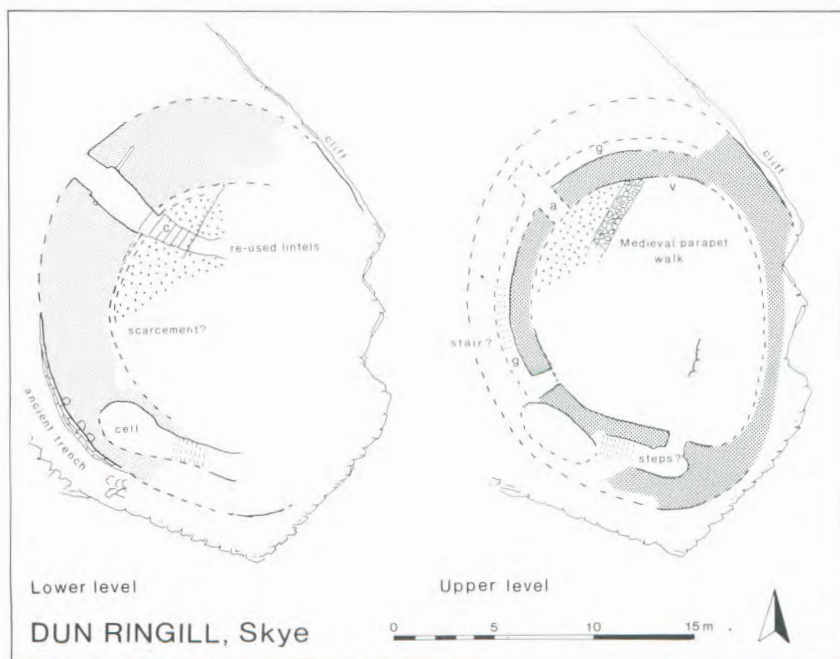 cliff
c
re-used lintels
scarcement?
ancient trench
cell
Lower level
g
cliff
v
a
Medieval parapet
walk
stair?
g
steps?
Upper level
DUN RINGILL, Skye
0 5 10 15m